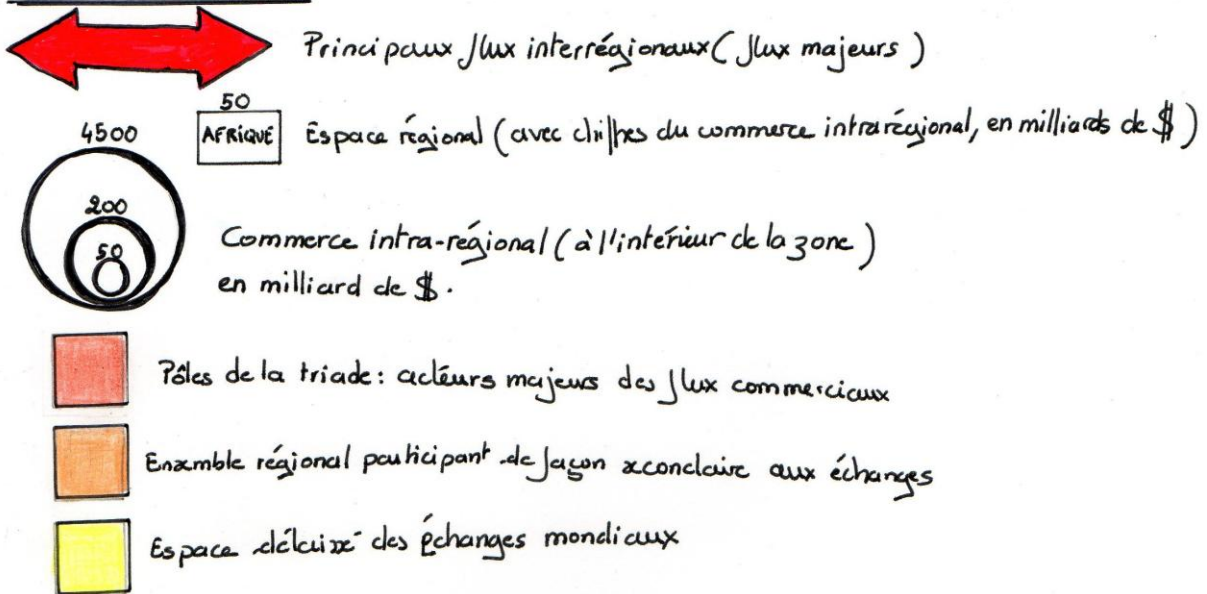 Principaux flux interrégionaux (flux majeurs)
50
AFRIQUE
Espace régional (avec chiffres du commerce intrarégional, en milliards de $)
4500
200
50
Commerce intra-régional (à l'intérieur de la zone)
en milliard de $.
Pôles de la triade: acteurs majeurs des flux commerciaux
Ensemble régional participant de façon secondaire aux échanges
Espace délaissé des échanges mondiaux